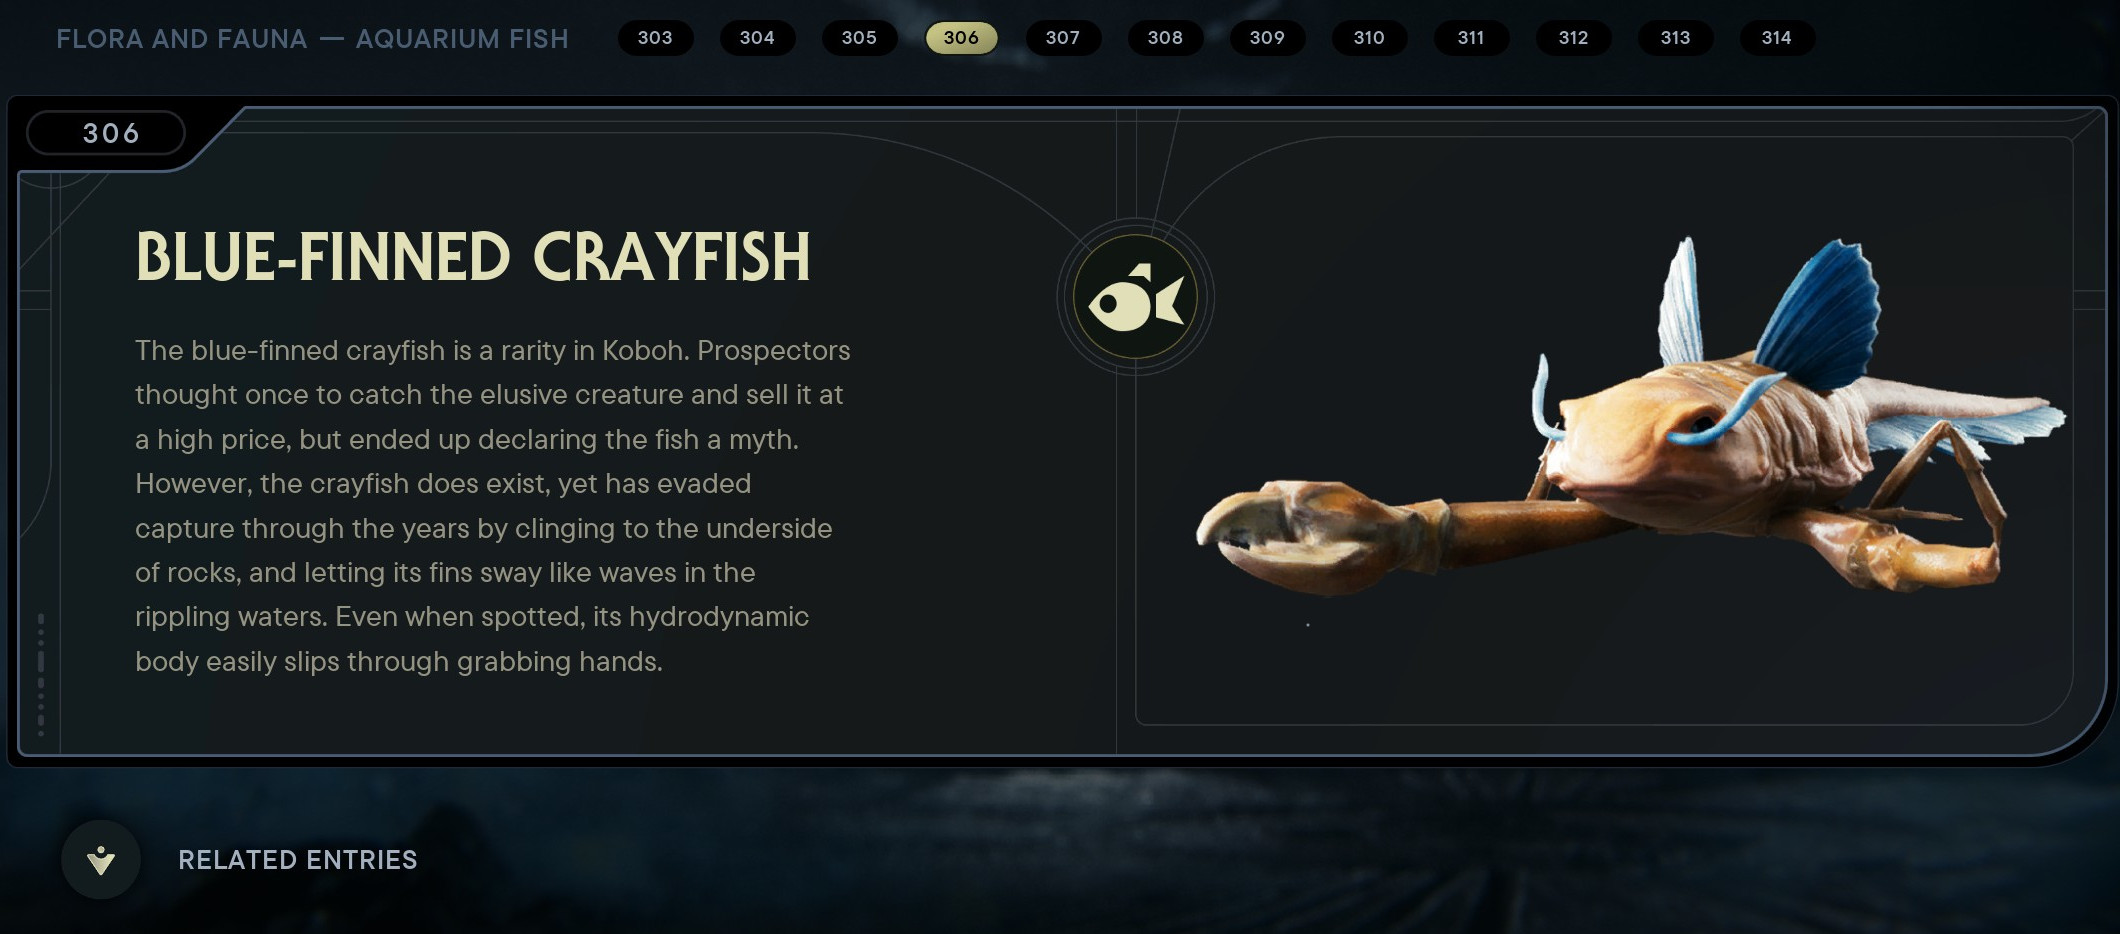 FLORA AND FAUNA — AQUARIUM FISH 303 304 305 306 307 308 309 310 311 312 313 314
306
BLUE-FINNED CRAYFISH
The blue-finned crayfish is a rarity in Koboh. Prospectors
thought once to catch the elusive creature and sell it at
a high price, but ended up declaring the fish a myth.
However, the crayfish does exist, yet has evaded
capture through the years by clinging to the underside
of rocks, and letting its fins sway like waves in the
rippling waters. Even when spotted, its hydrodynamic
body easily slips through grabbing hands.
RELATED ENTRIES